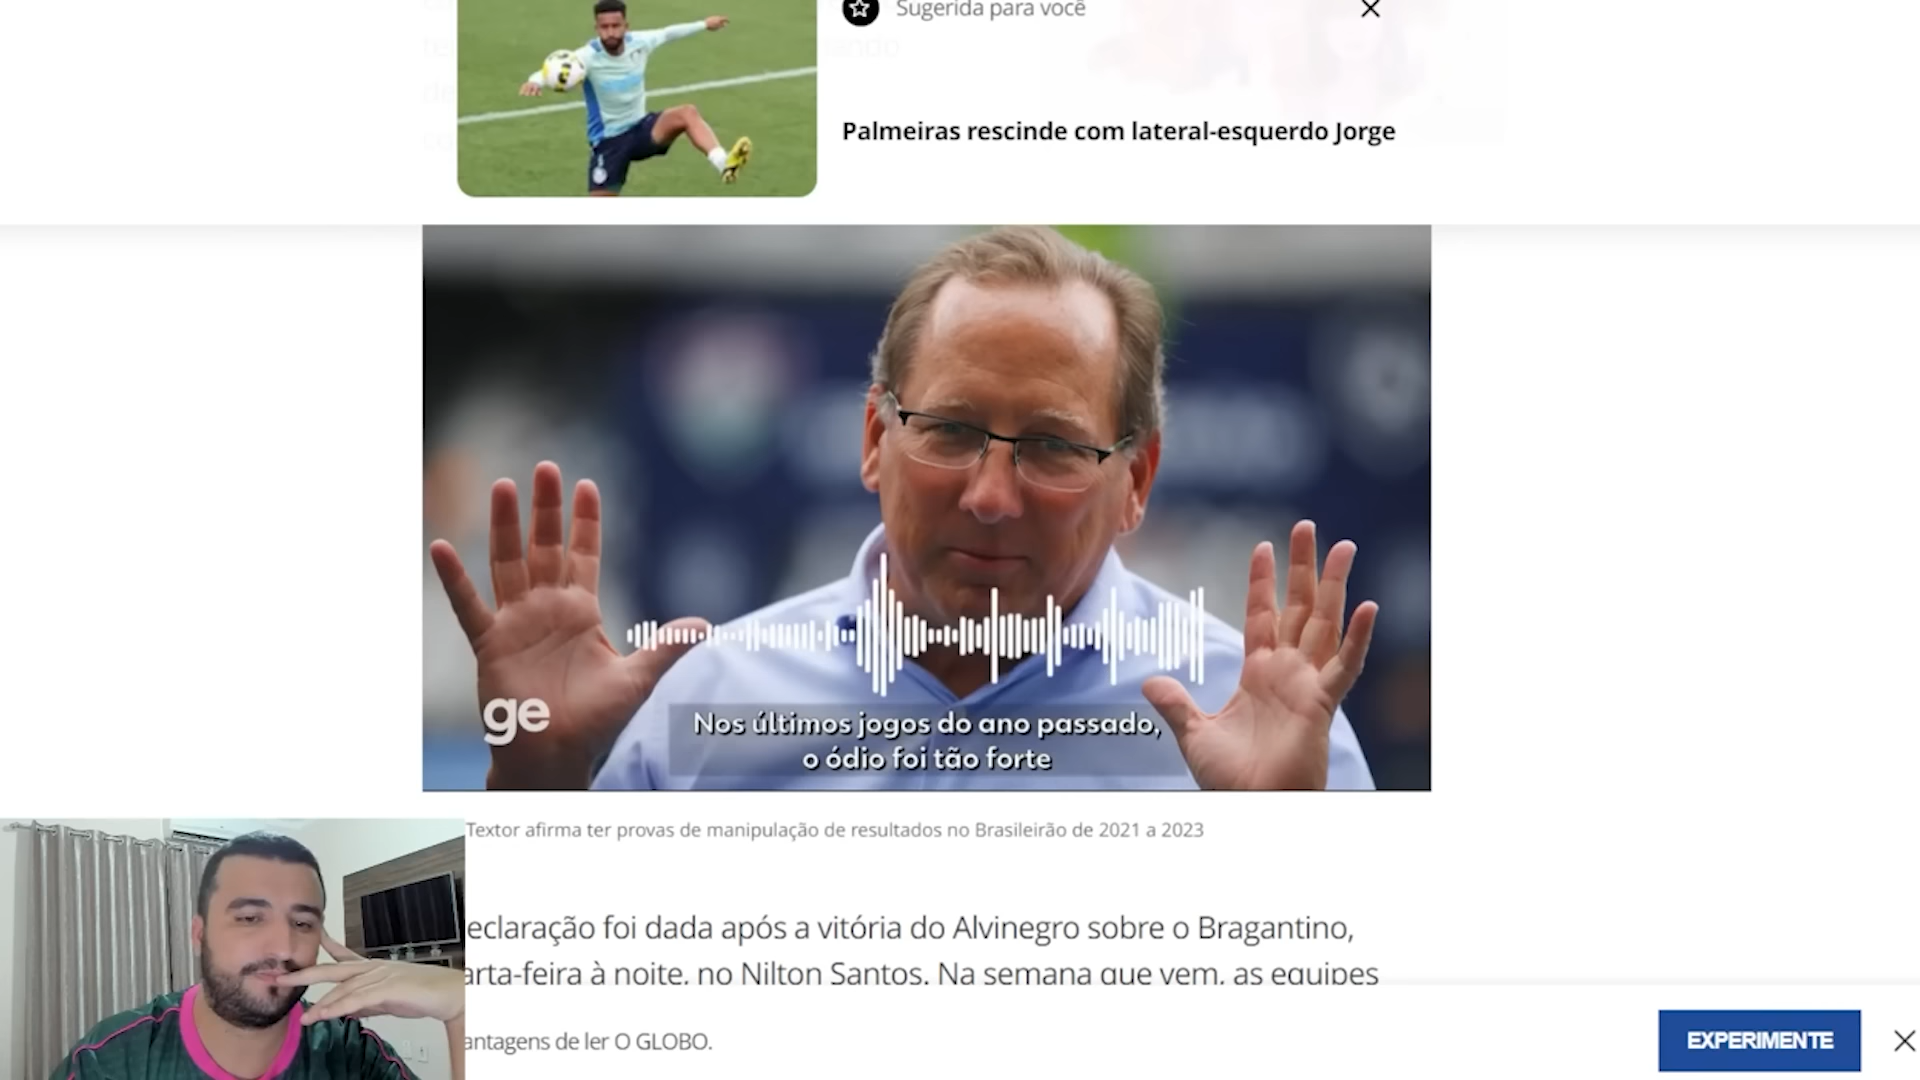 Sugerida para você
ando
Palmeiras rescinde com lateral-esquerdo Jorge
ge
Nos últimos jogos do ano passado,
o ódio foi tão forte
Textor afirma ter provas de manipulação de resultados no Brasileirão de 2021 a 2023
eclaração foi dada após a vitória do Alvinegro sobre o Bragantino,
arta-feira à noite, no Nilton Santos. Na semana que vem, as equipes
antagens de ler O GLOBO.
EXPERIMENTE